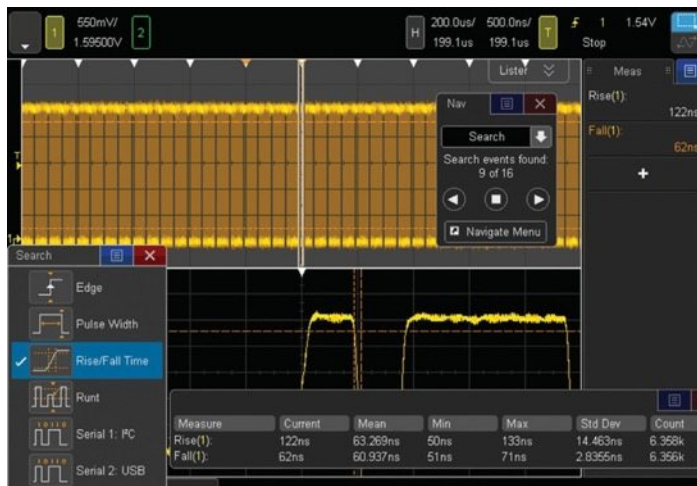 1 550mV/ 2 H 200.0us/ 500.0ns/ T 1 1.54V
1.59500V 199.1us 199.1us Stop
Lister
Meas
Rise(1):
122ns
Fall(1):
62ns
+
Nav
Search
Search events found:
9 of 16
Navigate Menu
T
1
Search
Edge
Pulse Width
Rise/Fall Time
Runt
10110
Serial 1: I²C
10110
Serial 2: USB
Measure Current Mean Min Max Std Dev Count
Rise(1): 122ns 63.269ns 50ns 133ns 14.463ns 6.358k
Fall(1): 62ns 60.937ns 51ns 71ns 2.8355ns 6.356k